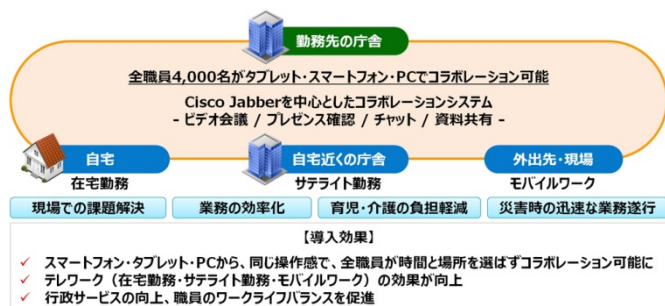 勤務先の庁舎
全職員4,000名がタブレット・スマートフォン・PCでコラボレーション可能
Cisco Jabberを中心としたコラボレーションシステム
- ビデオ会議 / プレゼンス確認 / チャット / 資料共有 -
自宅
自宅近くの庁舎
外出先・現場
在宅勤務
サテライト勤務
モバイルワーク
現場での課題解決
業務の効率化
育児・介護の負担軽減
災害時の迅速な業務遂行
【導入効果】
✓ スマートフォン・タブレット・PCから、同じ操作感で、全職員が時間と場所を選ばずコラボレーション可能に
✓ テレワーク（在宅勤務・サテライト勤務・モバイルワーク）の効果が向上
✓ 行政サービスの向上、職員のワークライフバランスを促進